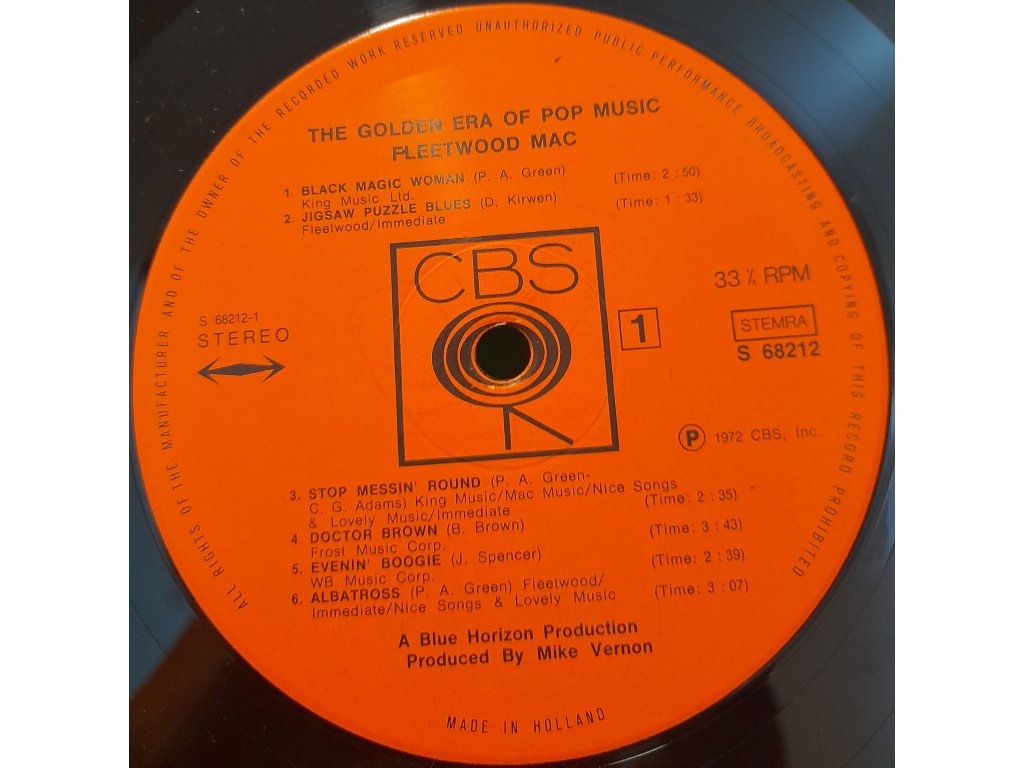 ALL RIGHTS OF THE MANUFACTURER AND OF THE OWNER OF THE RECORDED WORK RESERVED UNAUTHORIZED PUBLIC PERFORMANCE BROADCASTING AND COPYING OF THIS RECORD PROHIBITED
THE GOLDEN ERA OF POP MUSIC
FLEETWOOD MAC
1. BLACK MAGIC WOMAN (P. A. Green) (Time: 2 : 50)
King Music Ltd.
2. JIGSAW PUZZLE BLUES (D. Kirwen) (Time: 1 : 33)
Fleetwood/Immediate
CBS
33 ⅓ RPM
S 68212-1
STEREO
1
STEMRA
S 68212
P 1972 CBS, Inc.
3. STOP MESSIN' ROUND (P. A. Green-
C. G. Adams) King Music/Mac Music/Nice Songs
& Lovely Music/Immediate (Time: 2 : 35)
4. DOCTOR BROWN (B. Brown) (Time: 3 : 43)
Frost Music Corp.
5. EVENIN' BOOGIE (J. Spencer) (Time: 2 : 39)
WB Music Corp.
6. ALBATROSS (P. A. Green) Fleetwood/
Immediate/Nice Songs & Lovely Music (Time: 3 : 07)
A Blue Horizon Production
Produced By Mike Vernon
MADE IN HOLLAND